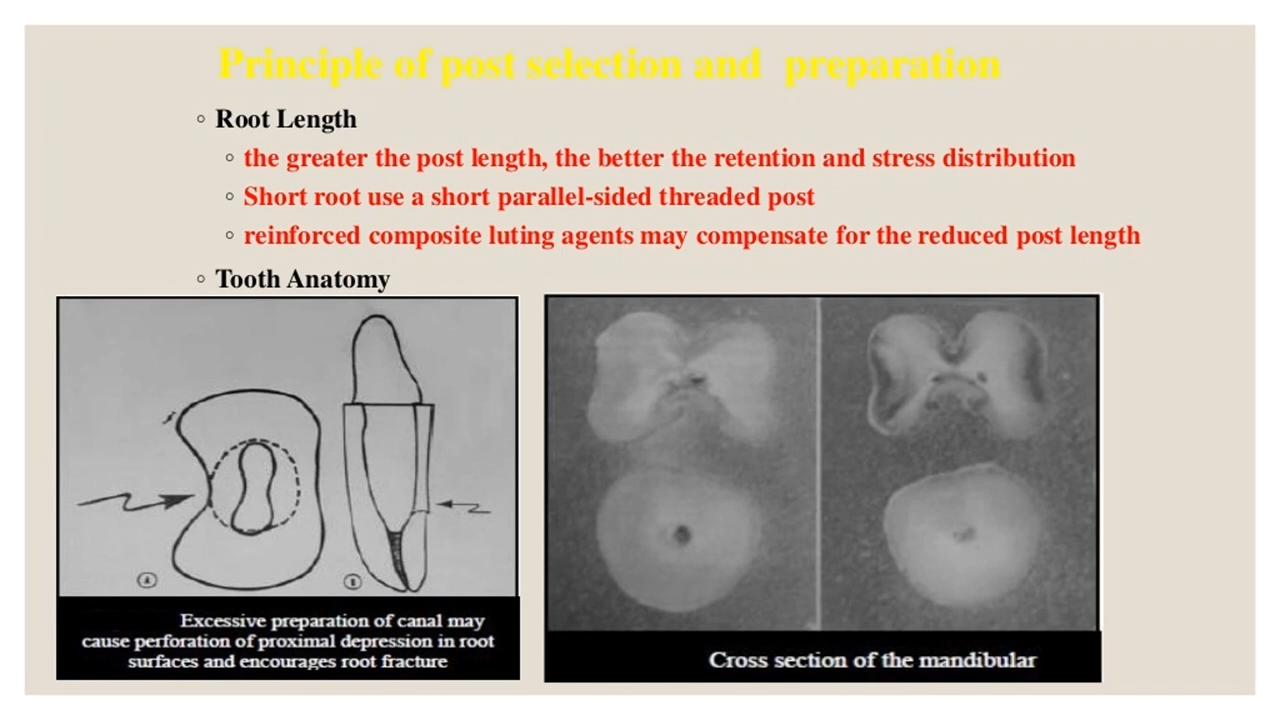 Principle of post selection and preparation
◦ Root Length
◦ the greater the post length, the better the retention and stress distribution
◦ Short root use a short parallel-sided threaded post
◦ reinforced composite luting agents may compensate for the reduced post length
◦ Tooth Anatomy
A
B
Excessive preparation of canal may
cause perforation of proximal depression in root
surfaces and encourages root fracture
Cross section of the mandibular